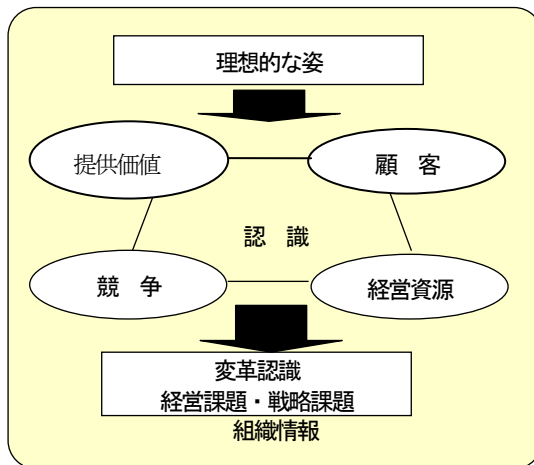 理想的な姿
提供価値
顧　客
認　識
競　争
経営資源
変革認識
経営課題・戦略課題
組織情報